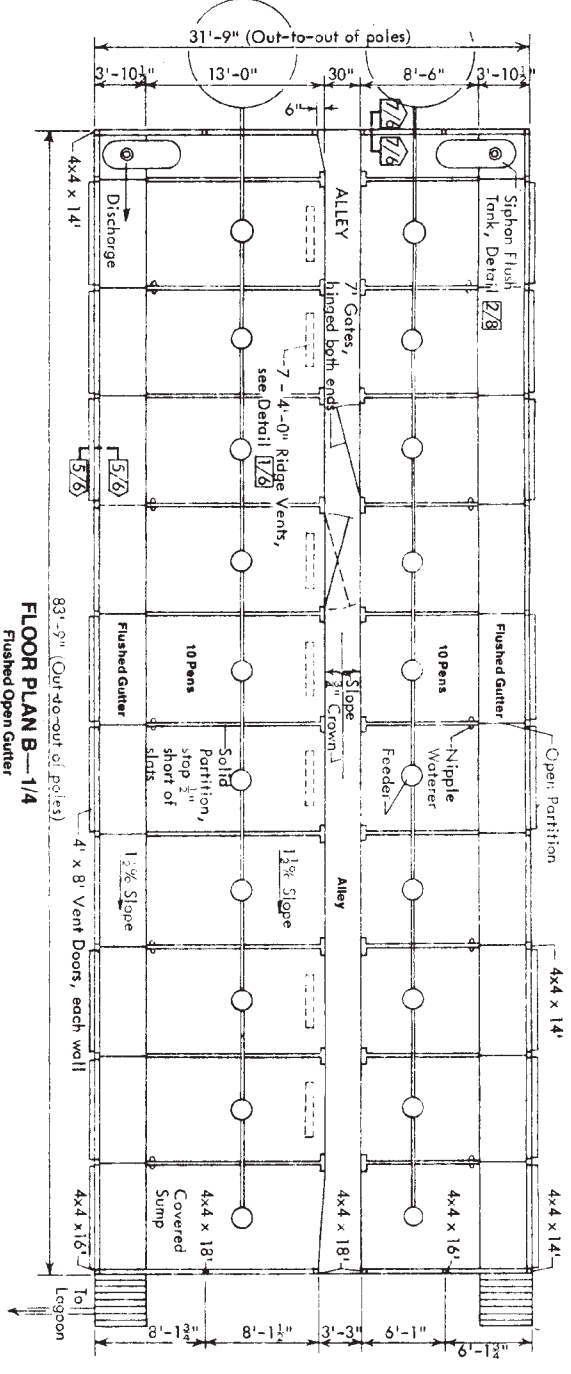 31'-9" (Out-to-out of poles)
3'-10½"
13'-0"
30"
8'-6"
3'-10½"
6"
7/6
7/6
4x4 x 14'
Discharge
ALLEY
Siphon Flush
Tank, Detail 2/8
7' Gates,
hinged both ends
7 - 4'-0" Ridge Vents,
see Detail 1/6
5/6
5/6
83'-9" (Out-to-out of poles)
FLOOR PLAN B—1/4
Flushed Open Gutter
Flushed Gutter
10 Pens
Slope
¾" Crown
10 Pens
Flushed Gutter
Solid
Partition,
stop ½"
short of
slats
Feeder
Nipple
Waterer
Open Partition
4' x 8' Vent Doors, each wall
1½% Slope
1½% Slope
Alley
4x4 x 14'
4x4 x 16'
Covered
Sump
4x4 x 18'
4x4 x 18'
4x4 x 16'
4x4 x 14'
To
Lagoon
8'-1¾"
8'-1½"
3'-3"
6'-1"
6'-1¾"